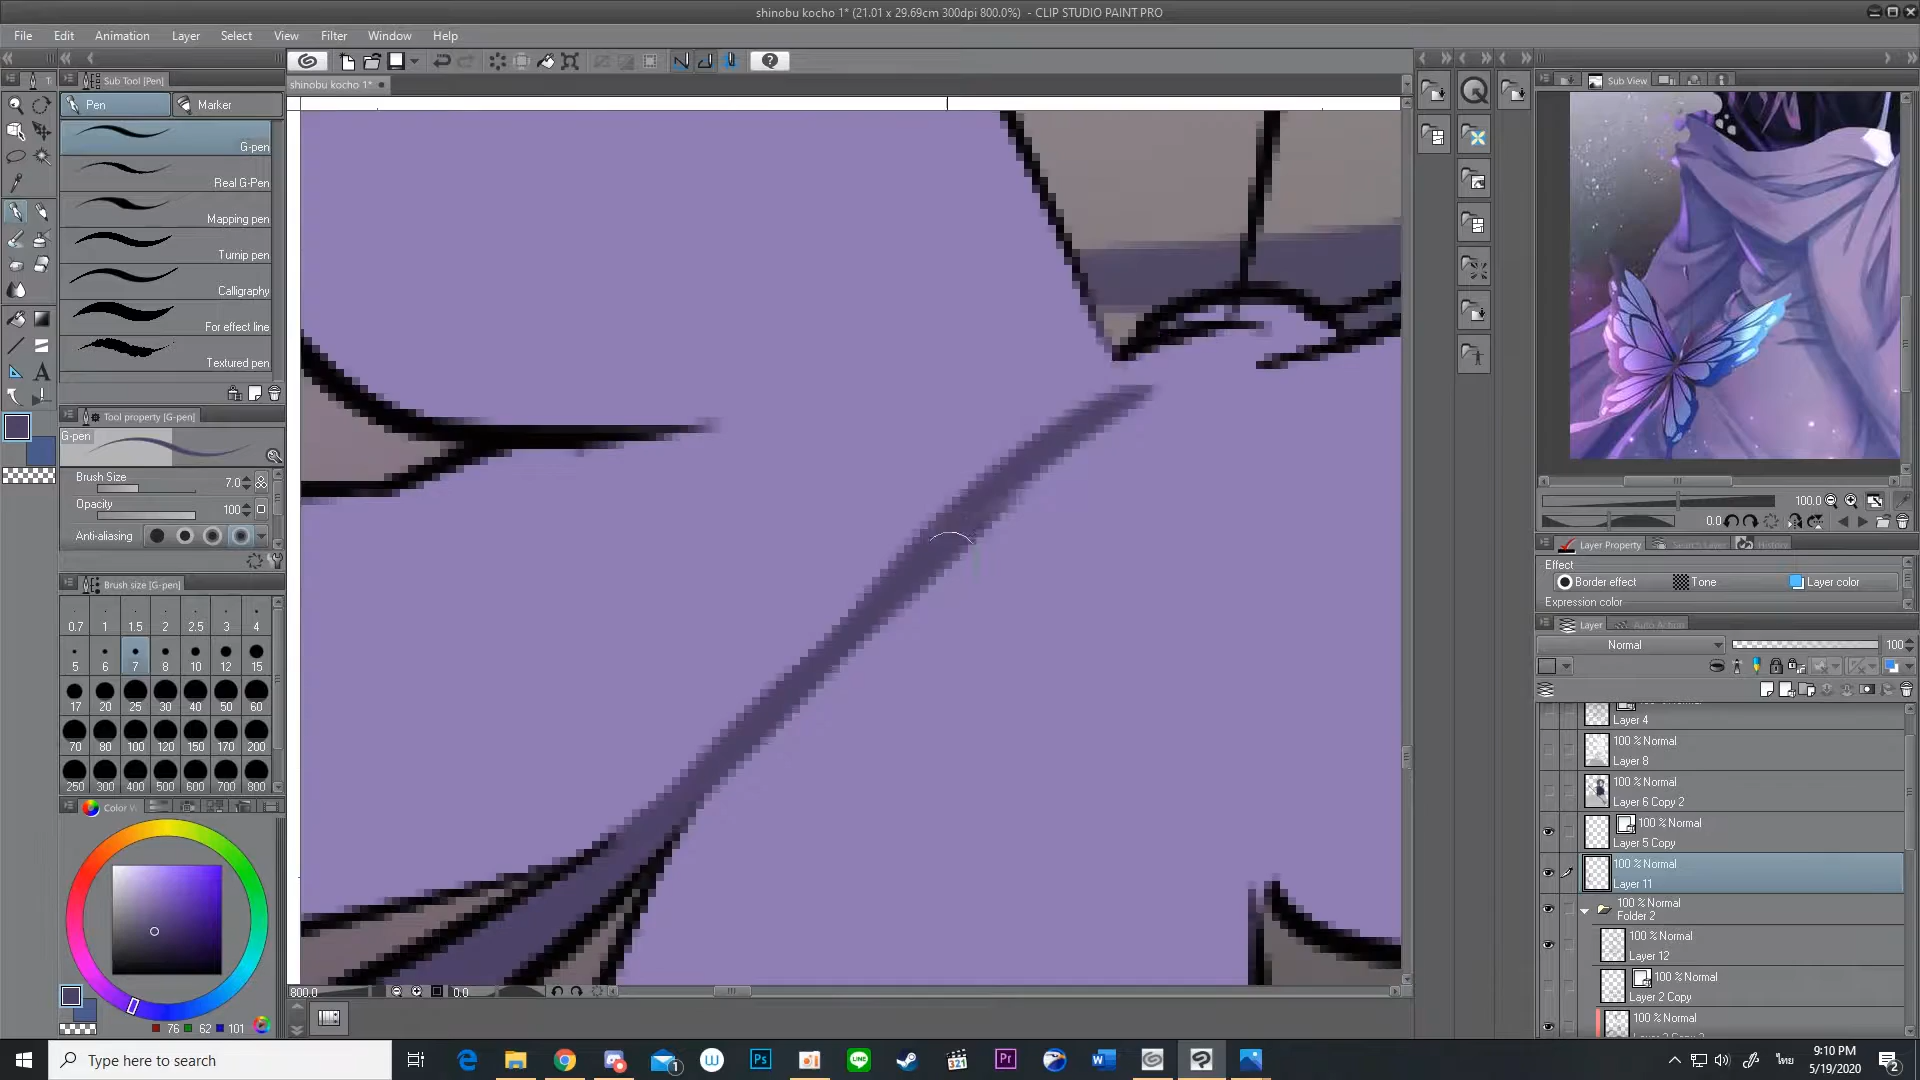 shinobu kocho 1* (21.01 x 29.69cm 300dpi 800.0%) - CLIP STUDIO PAINT PRO
File Edit Animation Layer Select View Filter Window Help
Sub Tool [Pen]
shinobu kocho 1*
Sub View
Pen Marker
G-pen
Real G-Pen
Mapping pen
Turnip pen
Calligraphy
For effect line
Textured pen
Tool property [G-pen]
G-pen
Brush Size 7.0
Opacity 100
Anti-aliasing
Brush size [G-pen]
0.7 1 1.5 2 2.5 3 4
5 6 7 8 10 12 15
17 20 25 30 40 50 60
70 80 100 120 150 170 200
250 300 400 500 600 700 800
76 62 101
800.0 0.0
100.0
0.0
Layer Property Search Layer History
Effect
Border effect Tone Layer color
Expression color
Layer Auto Action
Normal 100
Layer 4
100 % Normal
Layer 8
100 % Normal
Layer 6 Copy 2
100 % Normal
Layer 5 Copy
100 % Normal
Layer 11
100 % Normal
Folder 2
100 % Normal
Layer 12
100 % Normal
Layer 2 Copy
100 % Normal
Type here to search
ไทย
9:10 PM
5/19/2020